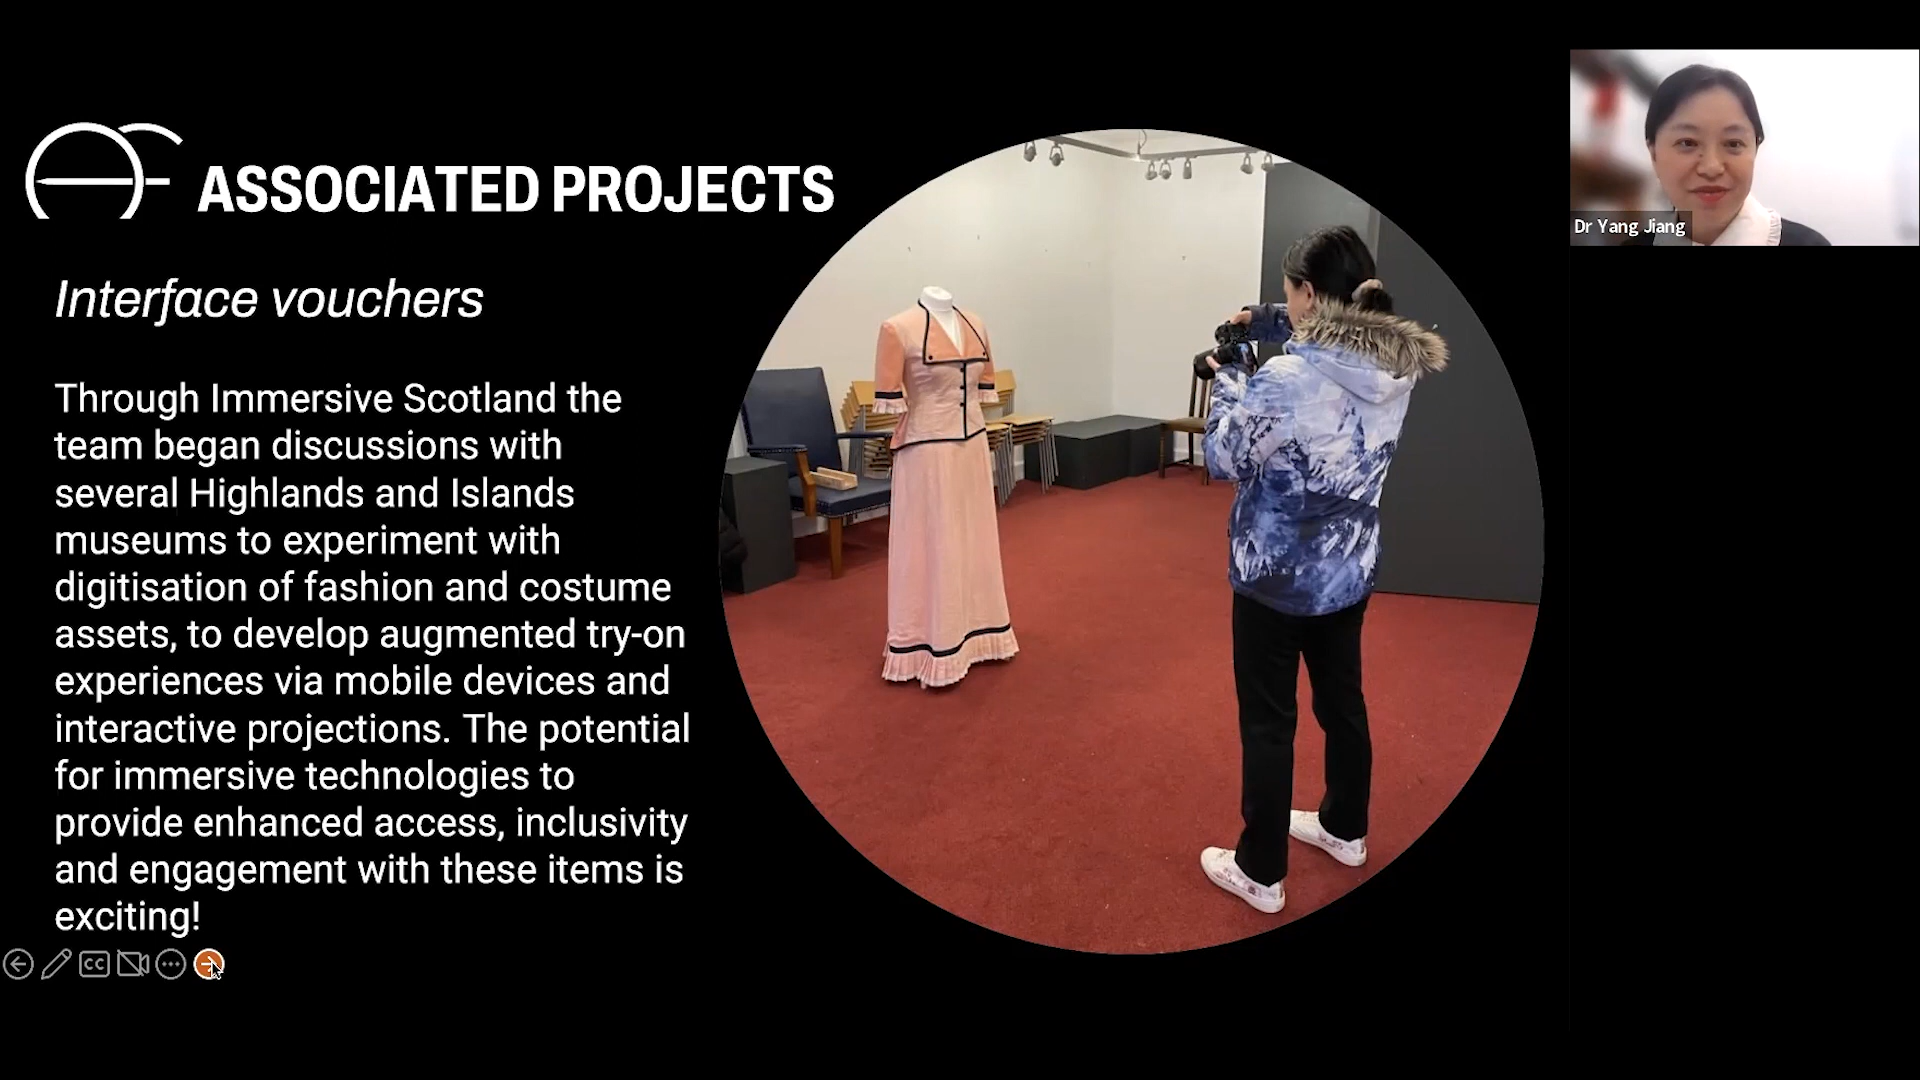 ASSOCIATED PROJECTS
Interface vouchers
Through Immersive Scotland the
team began discussions with
several Highlands and Islands
museums to experiment with
digitisation of fashion and costume
assets, to develop augmented try-on
experiences via mobile devices and
interactive projections. The potential
for immersive technologies to
provide enhanced access, inclusivity
and engagement with these items is
exciting!
CC
Dr Yang Jiang